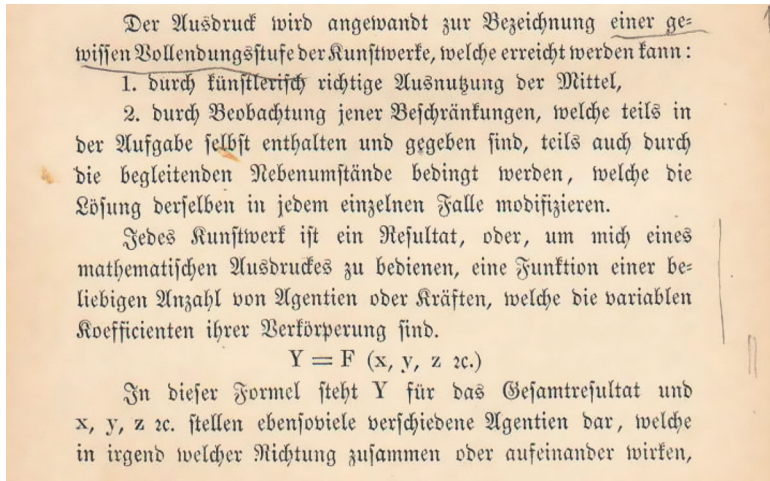 Der Ausdruck wird angewandt zur Bezeichnung einer ge-
wissen Vollendungsstufe der Kunstwerke, welche erreicht werden kann:
1. durch künstlerisch richtige Ausnutzung der Mittel,
2. durch Beobachtung jener Beschränkungen, welche teils in
der Aufgabe selbst enthalten und gegeben sind, teils auch durch
die begleitenden Nebenumstände bedingt werden, welche die
Lösung derselben in jedem einzelnen Falle modifizieren.
Jedes Kunstwerk ist ein Resultat, oder, um mich eines
mathematischen Ausdruckes zu bedienen, eine Funktion einer be-
liebigen Anzahl von Agentien oder Kräften, welche die variablen
Koefficienten ihrer Verkörperung sind.
Y = F (x, y, z ꝛc.)
In dieser Formel steht Y für das Gesamtresultat und
x, y, z ꝛc. stellen ebensoviele verschiedene Agentien dar, welche
in irgend welcher Richtung zusammen oder aufeinander wirken,